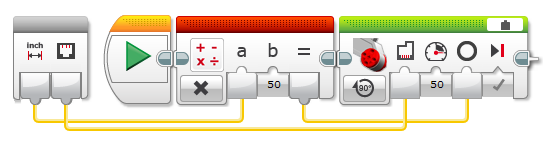 inch
+ - × ÷ a b =
50 50
90°